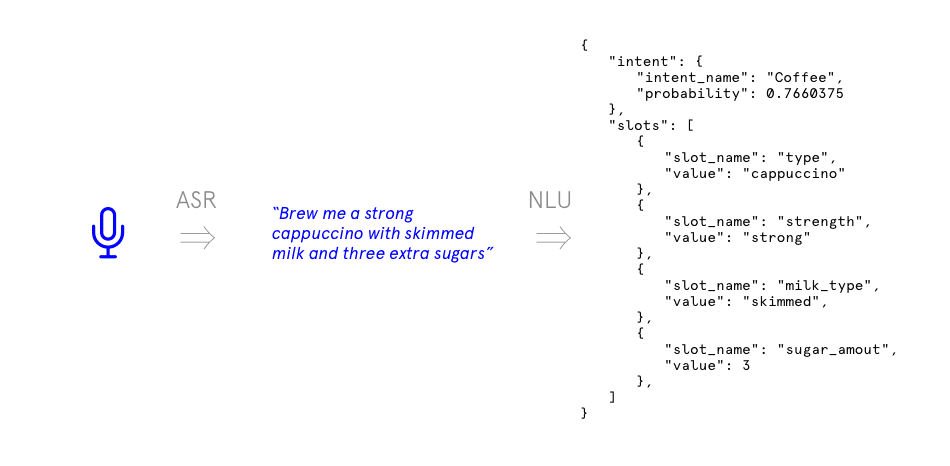 ASR
“Brew me a strong
cappuccino with skimmed
milk and three extra sugars”
NLU
{
"intent": {
"intent_name": "Coffee",
"probability": 0.7660375
},
"slots": [
{
"slot_name": "type",
"value": "cappuccino"
},
{
"slot_name": "strength",
"value": "strong"
},
{
"slot_name": "milk_type",
"value": "skimmed",
},
{
"slot_name": "sugar_amout",
"value": 3
},
]
}